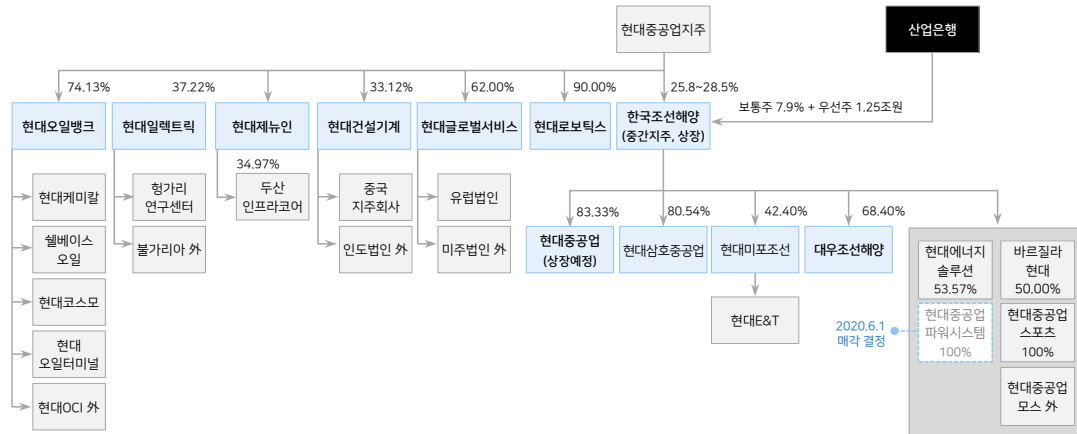 현대중공업지주
산업은행
74.13%
37.22%
33.12%
62.00%
90.00%
25.8~28.5%
보통주 7.9% + 우선주 1.25조원
현대오일뱅크
현대일렉트릭
현대제뉴인
현대건설기계
현대글로벌서비스
현대로보틱스
한국조선해양
(중간지주, 상장)
34.97%
현대케미칼
헝가리
연구센터
두산
인프라코어
중국
지주회사
유럽법인
쉘베이스
오일
불가리아 外
인도법인 外
미주법인 外
현대코스모
현대
오일터미널
현대OCI 外
83.33%
80.54%
42.40%
68.40%
현대중공업
(상장예정)
현대삼호중공업
현대미포조선
대우조선해양
현대E&T
현대에너지
솔루션
53.57%
바르질라
현대
50.00%
2020.6.1
매각 결정
현대중공업
파워시스템
100%
현대중공업
스포츠
100%
현대중공업
모스 外